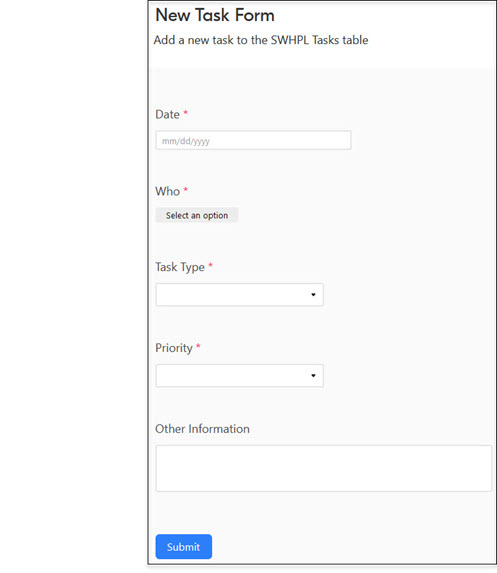 New Task Form
Add a new task to the SWHPL Tasks table
Date *
mm/dd/yyyy
Who *
Select an option
Task Type *
Priority *
Other Information
Submit